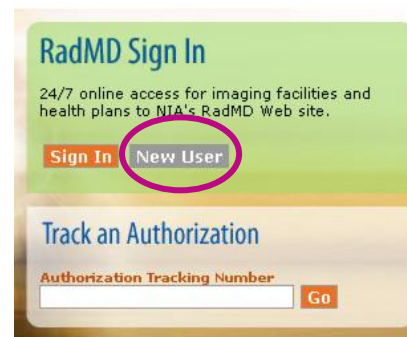 RadMD Sign In
24/7 online access for imaging facilities and
health plans to NIA's RadMD Web site.
Sign In New User
Track an Authorization
Authorization Tracking Number
Go